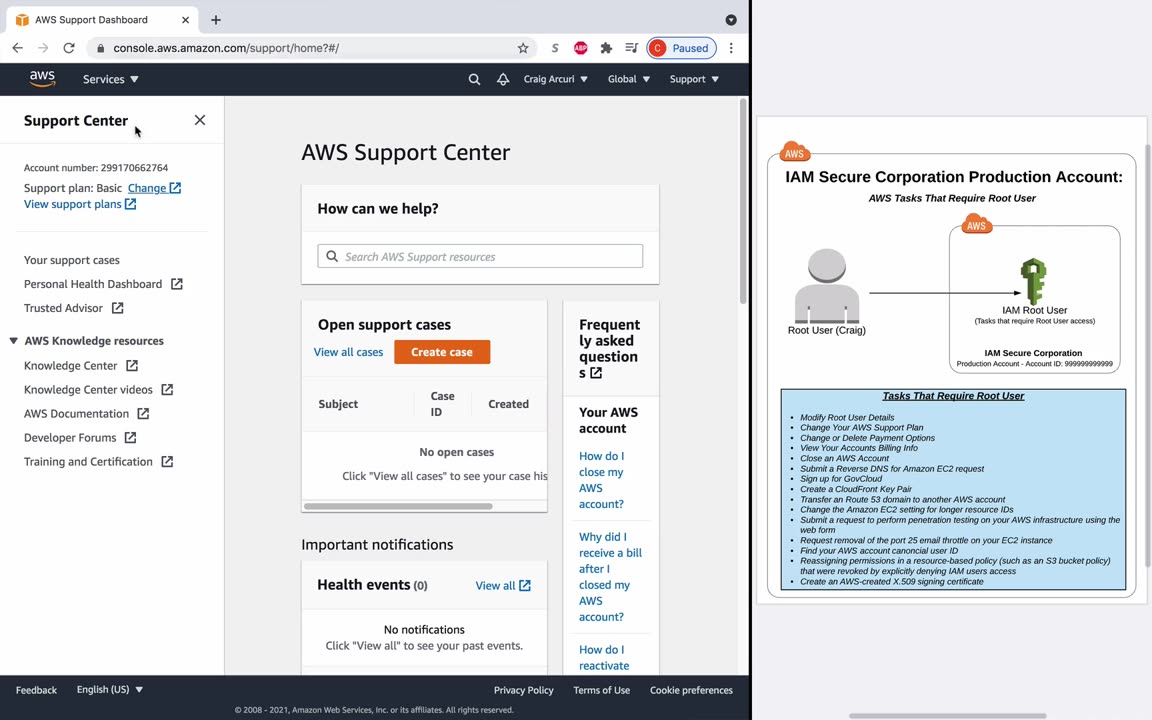 AWS Support Dashboard
console.aws.amazon.com/support/home?#/
S
ABP
C
Paused
aws
Services
Craig Arcuri
Global
Support
Support Center
Account number: 299170662764
Support plan: Basic Change
View support plans
Your support cases
Personal Health Dashboard
Trusted Advisor
AWS Knowledge resources
Knowledge Center
Knowledge Center videos
AWS Documentation
Developer Forums
Training and Certification
AWS Support Center
How can we help?
Search AWS Support resources
Open support cases
View all cases
Create case
Subject
Case
ID
Created
No open cases
Click "View all cases" to see your case his
Important notifications
Health events (0)
View all
No notifications
Click "View all" to see your past events.
Frequent
ly asked
question
s
Your AWS
account
How do I
close my
AWS
account?
Why did I
receive a bill
after I
closed my
AWS
account?
How do I
reactivate
Feedback
English (US)
Privacy Policy
Terms of Use
Cookie preferences
© 2008 - 2021, Amazon Web Services, Inc. or its affiliates. All rights reserved.
AWS
IAM Secure Corporation Production Account:
AWS Tasks That Require Root User
AWS
Root User (Craig)
IAM Root User
(Tasks that require Root User access)
IAM Secure Corporation
Production Account - Account ID: 999999999999
Tasks That Require Root User
• Modify Root User Details
• Change Your AWS Support Plan
• Change or Delete Payment Options
• View Your Accounts Billing Info
• Close an AWS Account
• Submit a Reverse DNS for Amazon EC2 request
• Sign up for GovCloud
• Create a CloudFront Key Pair
• Transfer an Route 53 domain to another AWS account
• Change the Amazon EC2 setting for longer resource IDs
• Submit a request to perform penetration testing on your AWS infrastructure using the
web form
• Request removal of the port 25 email throttle on your EC2 instance
• Find your AWS account canoncial user ID
• Reassigning permissions in a resource-based policy (such as an S3 bucket policy)
that were revoked by explicitly denying IAM users access
• Create an AWS-created X.509 signing certificate